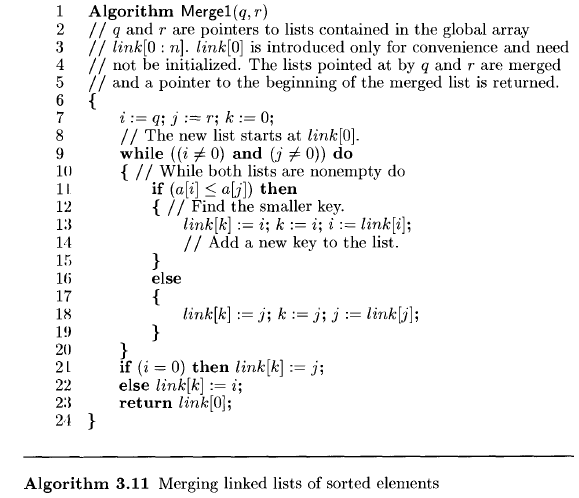 1 Algorithm Merge1(q, r)
2 // q and r are pointers to lists contained in the global array
3 // link[0 : n]. link[0] is introduced only for convenience and need
4 // not be initialized. The lists pointed at by q and r are merged
5 // and a pointer to the beginning of the merged list is returned.
6 {
7 i := q; j := r; k := 0;
8 // The new list starts at link[0].
9 while ((i ≠ 0) and (j ≠ 0)) do
10 { // While both lists are nonempty do
11 if (a[i] ≤ a[j]) then
12 { // Find the smaller key.
13 link[k] := i; k := i; i := link[i];
14 // Add a new key to the list.
15 }
16 else
17 {
18 link[k] := j; k := j; j := link[j];
19 }
20 }
21 if (i = 0) then link[k] := j;
22 else link[k] := i;
23 return link[0];
24 }
Algorithm 3.11 Merging linked lists of sorted elements